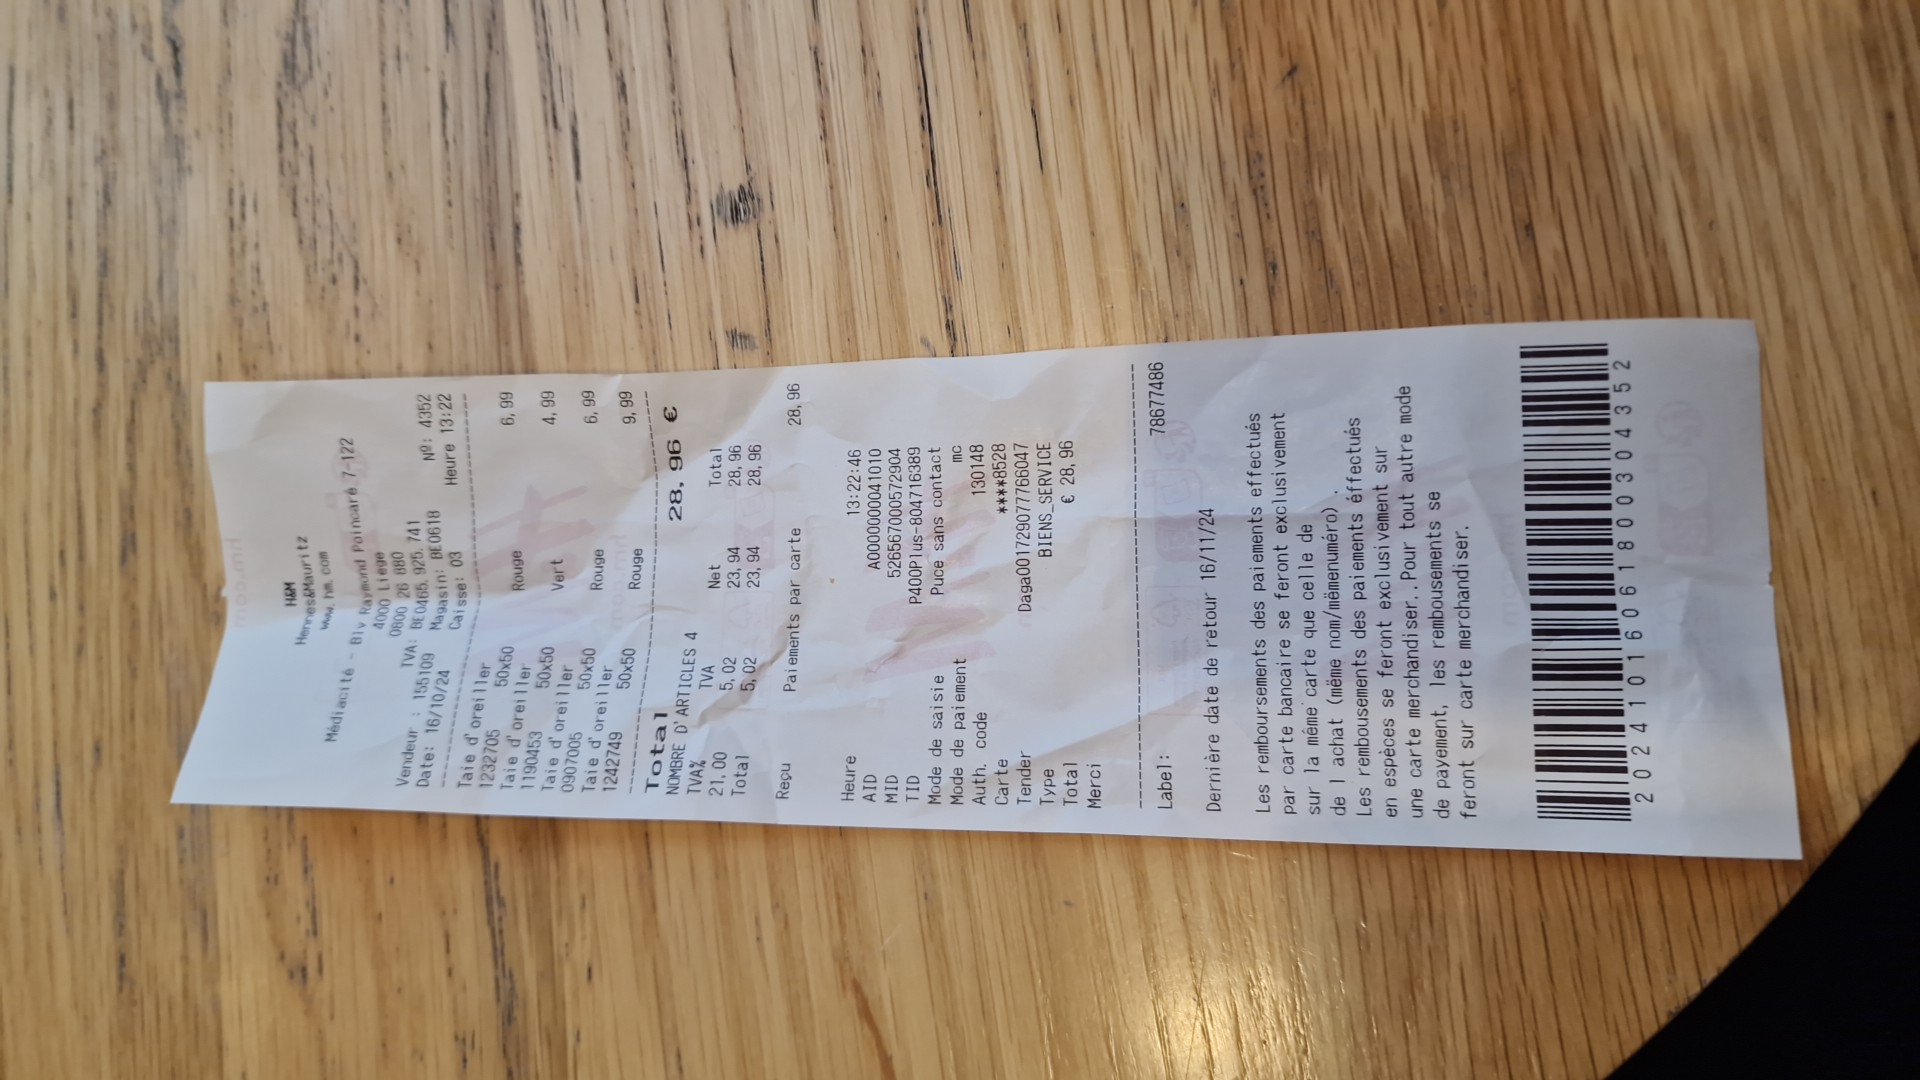 H&M
Hennes&Mauritz
www.hm.com
Médiacité - Blv Raymond Poincaré 7-122
4000 Liege
0800 26 880
Vendeur : 155109 TVA: BE0465.925.741 Nº: 4352
Date: 16/10/24 Magasin: BE0618 Heure 13:22
Caisse: 03
Taie d'oreiller
1232705 50x50 Rouge 6,99
Taie d'oreiller
1190453 50x50 Vert 4,99
Taie d'oreiller
0907005 50x50 Rouge 6,99
Taie d'oreiller
1242749 50x50 Rouge 9,99
Total 28,96 €
NOMBRE D'ARTICLES 4
TVA% TVA Net Total
21,00 5,02 23,94 28,96
Total 5,02 23,94 28,96
Reçu Paiements par carte 28,96
Heure 13:22:46
AID A0000000041010
MID 526567000572904
TID P400Plus-804716389
Mode de saisie Puce sans contact
Mode de paiement mc
Auth. code 130148
Carte ****8528
Tender Daga001729077766047
Type BIENS_SERVICE
Total € 28,96
Merci
Label: 78677486
Dernière date de retour 16/11/24
Les remboursements des paiements effectués
par carte bancaire se feront exclusivement
sur la même carte que celle de
de l achat (même nom/mêmenuméro).
Les remboursements des paiements éffectués
en espèces se feront exclusivement sur
une carte merchandiser..Pour tout autre mode
de payement, les remboursements se
feront sur carte merchandiser.
20241016061800304352